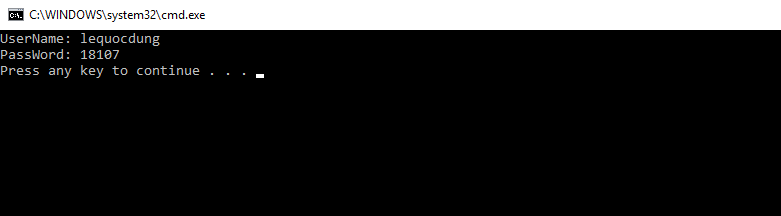 C:\WINDOWS\system32\cmd.exe
UserName: lequocdung
PassWord: 18107
Press any key to continue . . .